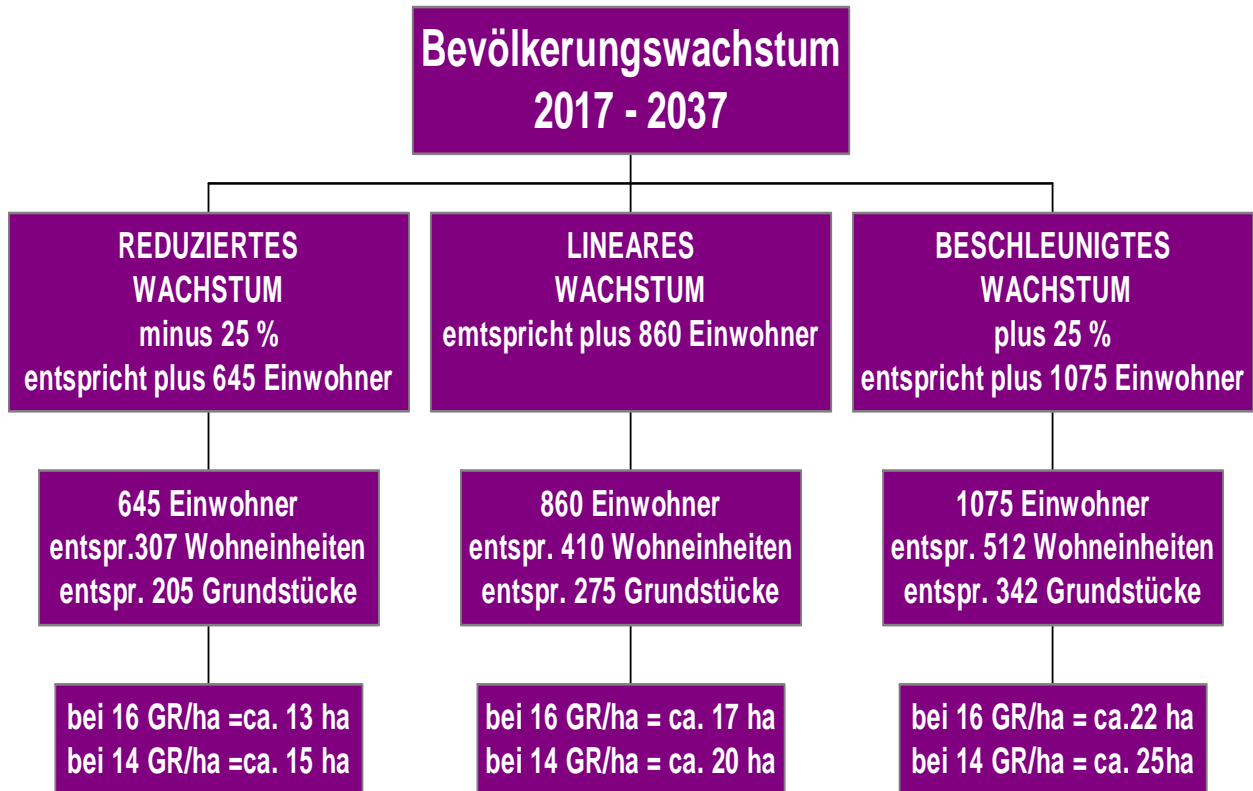 Bevölkerungswachstum
2017 - 2037
REDUZIERTES
WACHSTUM
minus 25 %
entspricht plus 645 Einwohner
LINEARES
WACHSTUM
emtspricht plus 860 Einwohner
BESCHLEUNIGTES
WACHSTUM
plus 25 %
entspricht plus 1075 Einwohner
645 Einwohner
entspr.307 Wohneinheiten
entspr. 205 Grundstücke
860 Einwohner
entspr. 410 Wohneinheiten
entspr. 275 Grundstücke
1075 Einwohner
entspr. 512 Wohneinheiten
entspr. 342 Grundstücke
bei 16 GR/ha =ca. 13 ha
bei 14 GR/ha =ca. 15 ha
bei 16 GR/ha = ca. 17 ha
bei 14 GR/ha = ca. 20 ha
bei 16 GR/ha = ca.22 ha
bei 14 GR/ha = ca. 25ha